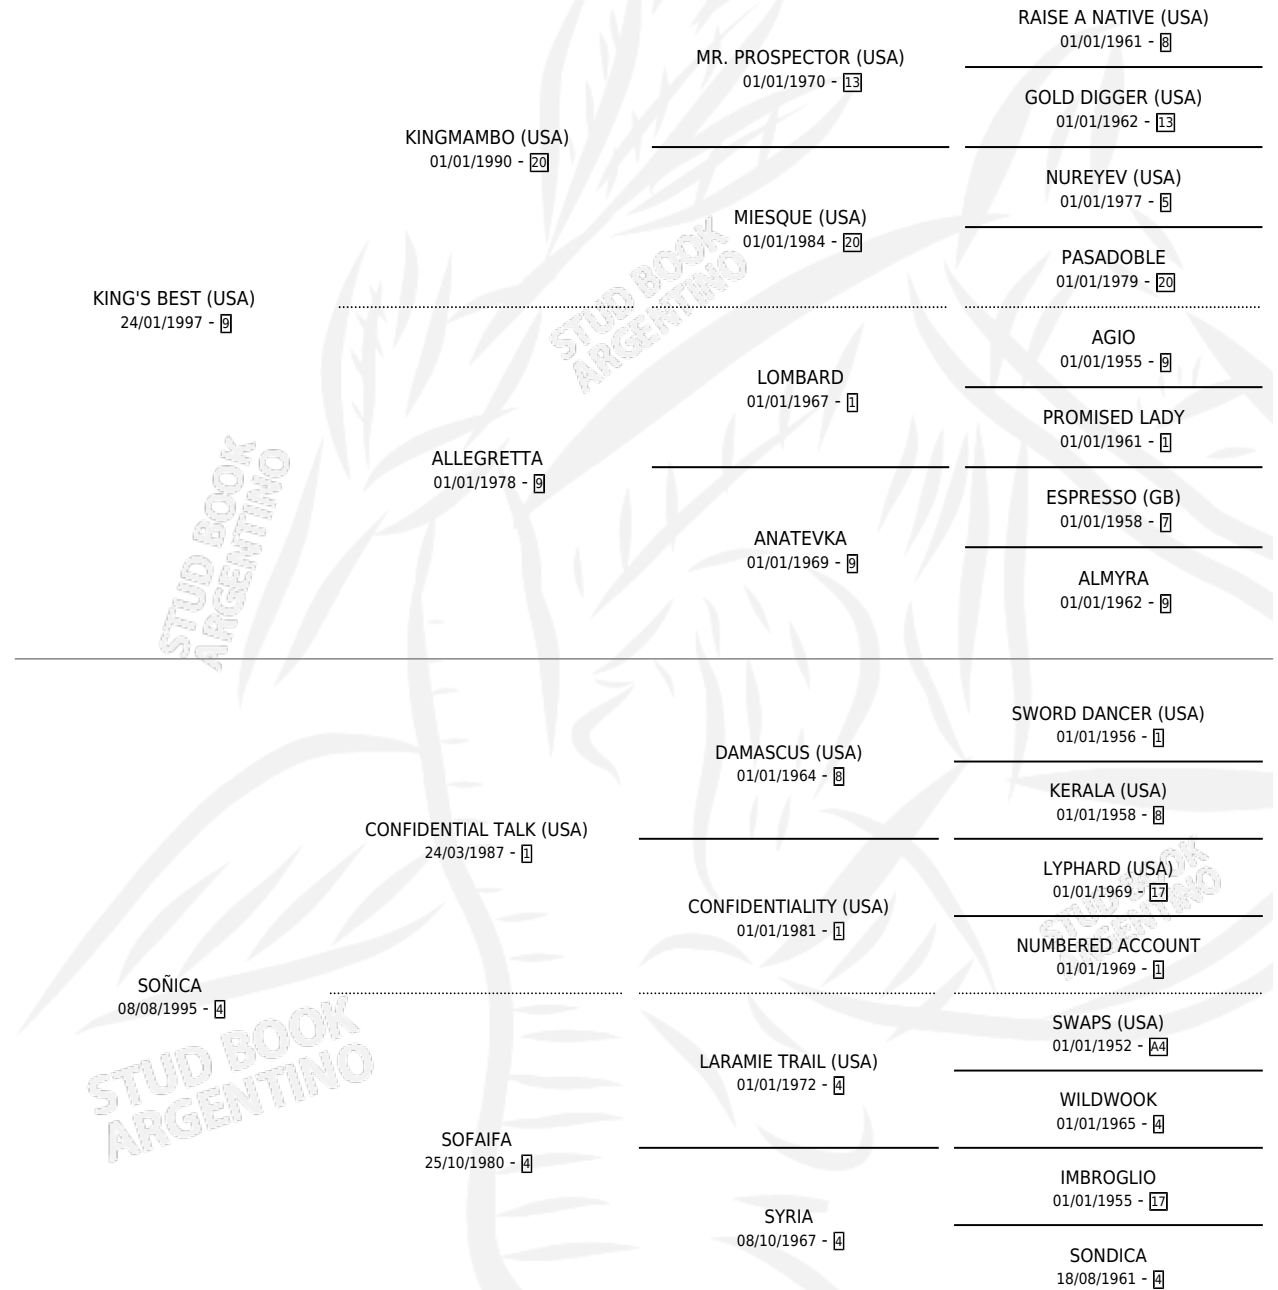 RAISE A NATIVE (USA)
01/01/1961 - 8
MR. PROSPECTOR (USA)
01/01/1970 - 13
GOLD DIGGER (USA)
01/01/1962 - 13
KINGMAMBO (USA)
01/01/1990 - 20
NUREYEV (USA)
01/01/1977 - 5
MIESQUE (USA)
01/01/1984 - 20
PASADOBLE
01/01/1979 - 20
KING'S BEST (USA)
24/01/1997 - 9
AGIO
01/01/1955 - 9
LOMBARD
01/01/1967 - 1
PROMISED LADY
01/01/1961 - 1
ALLEGRETTA
01/01/1978 - 9
ESPRESSO (GB)
01/01/1958 - 7
ANATEVKA
01/01/1969 - 9
ALMYRA
01/01/1962 - 9
SWORD DANCER (USA)
01/01/1956 - 1
DAMASCUS (USA)
01/01/1964 - 8
KERALA (USA)
01/01/1958 - 8
CONFIDENTIAL TALK (USA)
24/03/1987 - 1
LYPHARD (USA)
01/01/1969 - 17
CONFIDENTIALITY (USA)
01/01/1981 - 1
NUMBERED ACCOUNT
01/01/1969 - 1
SOÑICA
08/08/1995 - 4
SWAPS (USA)
01/01/1952 - A4
LARAMIE TRAIL (USA)
01/01/1972 - 4
WILDWOOK
01/01/1965 - 4
SOFAIFA
25/10/1980 - 4
IMBROGLIO
01/01/1955 - 17
SYRIA
08/10/1967 - 4
SONDICA
18/08/1961 - 4
STUD BOOK
ARGENTINO
STUD BOOK
ARGENTINO
STUD BOOK
ARGENTINO
STUD BOOK
ARGENTINO